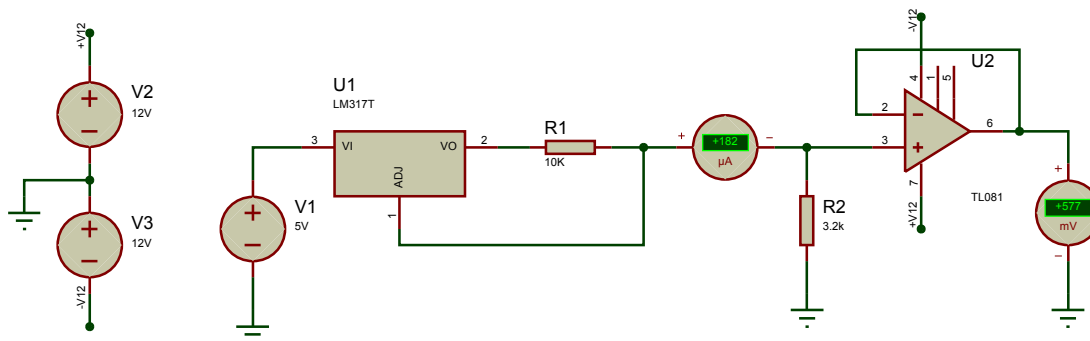 +V12
V2
12V
V3
12V
-V12
U1
LM317T
3
VI
VO
2
ADJ
1
V1
5V
R1
10K
+
+182
µA
−
R2
3.2k
-V12
U2
4
1
5
2
6
3
7
+V12
TL081
+
+577
mV
−